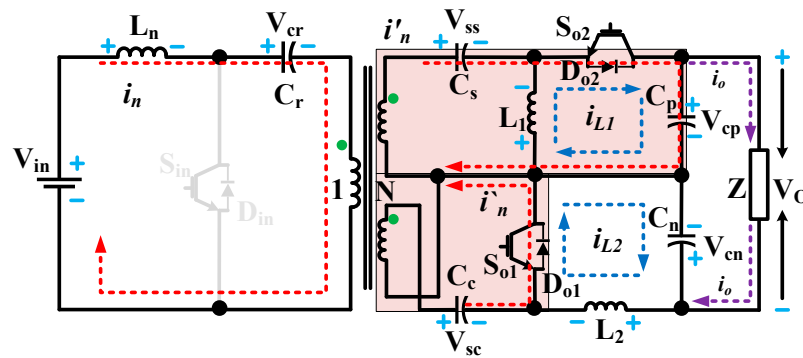 L_n
V_cr
i'_n
V_ss
S_o2
i_n
C_r
C_s
D_o2
i_o
V_in
S_in
D_in
L_1
i_L1
C_p
V_cp
1
N
i`_n
S_o1
D_o1
i_L2
C_n
V_cn
Z
V_O
C_c
V_sc
L_2
i_o